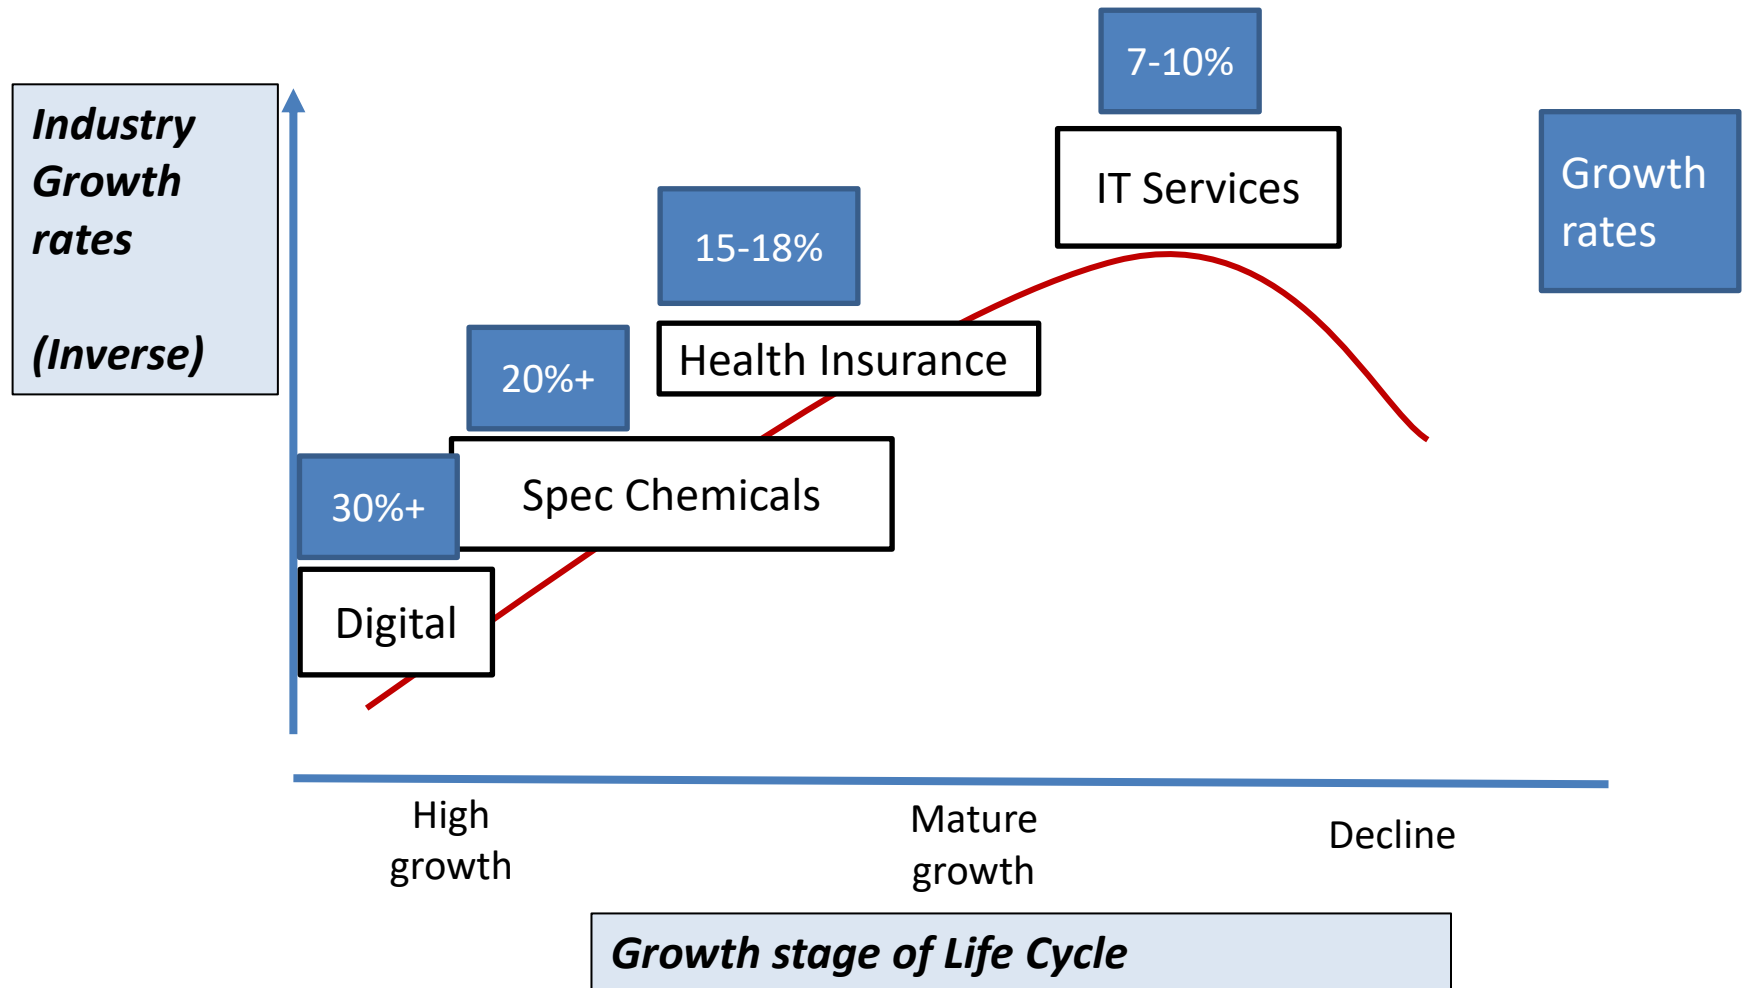 7-10%
Industry
Growth
rates
(Inverse)
IT Services
Growth
rates
15-18%
Health Insurance
20%+
Spec Chemicals
30%+
Digital
High
growth
Mature
growth
Decline
Growth stage of Life Cycle